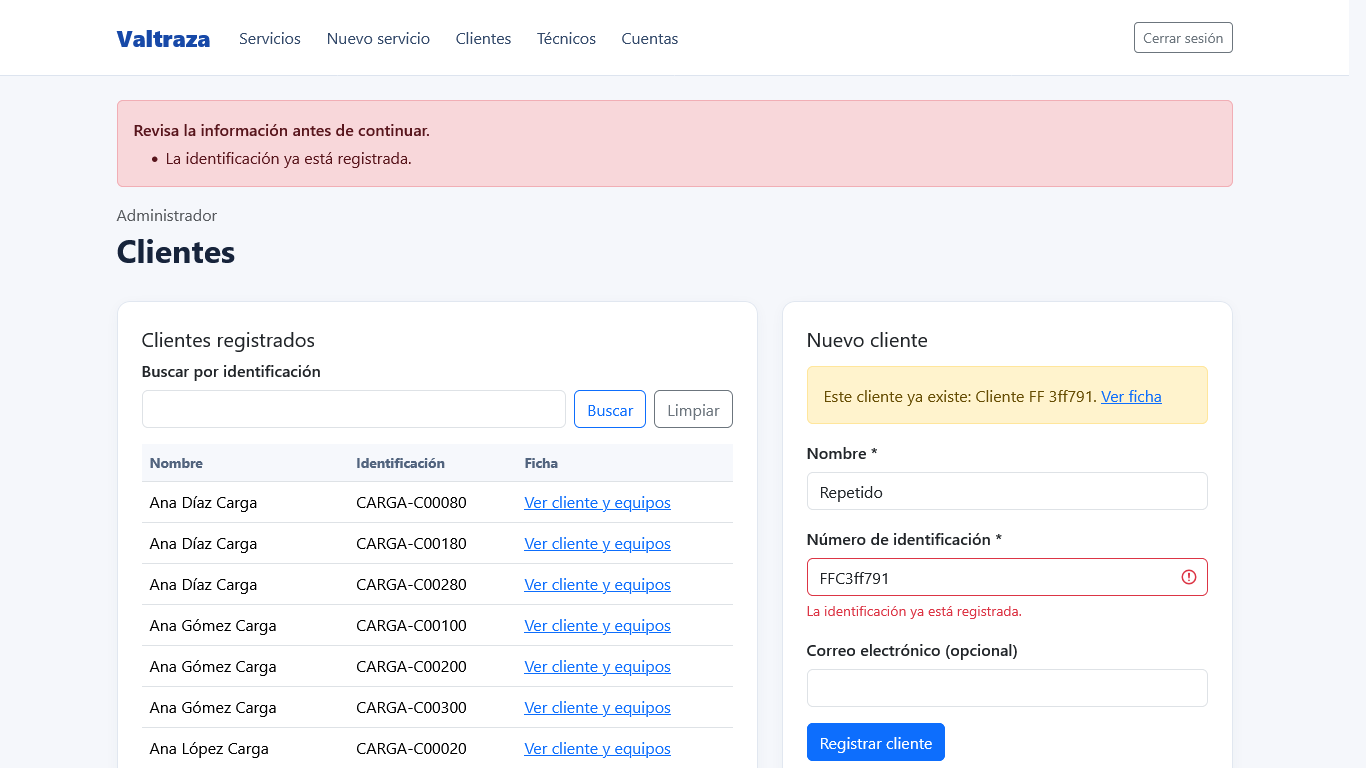 Valtraza Servicios Nuevo servicio Clientes Técnicos Cuentas Cerrar sesión
Revisa la información antes de continuar.
• La identificación ya está registrada.
Administrador
Clientes
Clientes registrados
Buscar por identificación
Buscar Limpiar
Nombre Identificación Ficha
Ana Díaz Carga CARGA-C00080 Ver cliente y equipos
Ana Díaz Carga CARGA-C00180 Ver cliente y equipos
Ana Díaz Carga CARGA-C00280 Ver cliente y equipos
Ana Gómez Carga CARGA-C00100 Ver cliente y equipos
Ana Gómez Carga CARGA-C00200 Ver cliente y equipos
Ana Gómez Carga CARGA-C00300 Ver cliente y equipos
Ana López Carga CARGA-C00020 Ver cliente y equipos
Nuevo cliente
Este cliente ya existe: Cliente FF 3ff791. Ver ficha
Nombre *
Repetido
Número de identificación *
FFC3ff791
La identificación ya está registrada.
Correo electrónico (opcional)
Registrar cliente